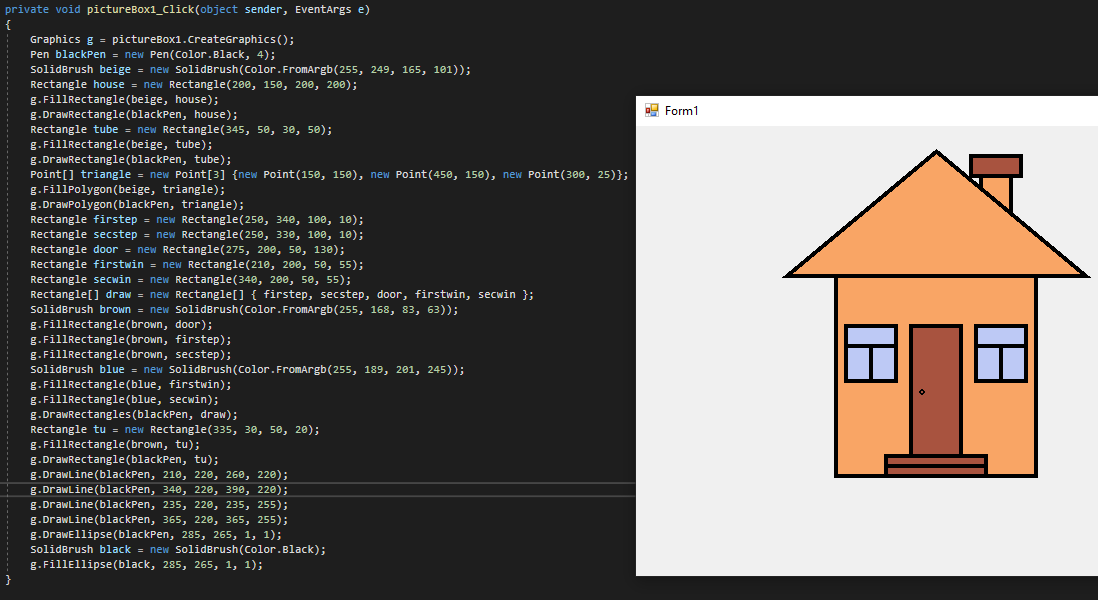 private void pictureBox1_Click(object sender, EventArgs e)
{
Graphics g = pictureBox1.CreateGraphics();
Pen blackPen = new Pen(Color.Black, 4);
SolidBrush beige = new SolidBrush(Color.FromArgb(255, 249, 165, 101));
Rectangle house = new Rectangle(200, 150, 200, 200);
g.FillRectangle(beige, house);
g.DrawRectangle(blackPen, house);
Rectangle tube = new Rectangle(345, 50, 30, 50);
g.FillRectangle(beige, tube);
g.DrawRectangle(blackPen, tube);
Point[] triangle = new Point[3] {new Point(150, 150), new Point(450, 150), new Point(300, 25)};
g.FillPolygon(beige, triangle);
g.DrawPolygon(blackPen, triangle);
Rectangle firstep = new Rectangle(250, 340, 100, 10);
Rectangle secstep = new Rectangle(250, 330, 100, 10);
Rectangle door = new Rectangle(275, 200, 50, 130);
Rectangle firstwin = new Rectangle(210, 200, 50, 55);
Rectangle secwin = new Rectangle(340, 200, 50, 55);
Rectangle[] draw = new Rectangle[] { firstep, secstep, door, firstwin, secwin };
SolidBrush brown = new SolidBrush(Color.FromArgb(255, 168, 83, 63));
g.FillRectangle(brown, door);
g.FillRectangle(brown, firstep);
g.FillRectangle(brown, secstep);
SolidBrush blue = new SolidBrush(Color.FromArgb(255, 189, 201, 245));
g.FillRectangle(blue, firstwin);
g.FillRectangle(blue, secwin);
g.DrawRectangles(blackPen, draw);
Rectangle tu = new Rectangle(335, 30, 50, 20);
g.FillRectangle(brown, tu);
g.DrawRectangle(blackPen, tu);
g.DrawLine(blackPen, 210, 220, 260, 220);
g.DrawLine(blackPen, 340, 220, 390, 220);
g.DrawLine(blackPen, 235, 220, 235, 255);
g.DrawLine(blackPen, 365, 220, 365, 255);
g.DrawEllipse(blackPen, 285, 265, 1, 1);
SolidBrush black = new SolidBrush(Color.Black);
g.FillEllipse(black, 285, 265, 1, 1);
}
Form1